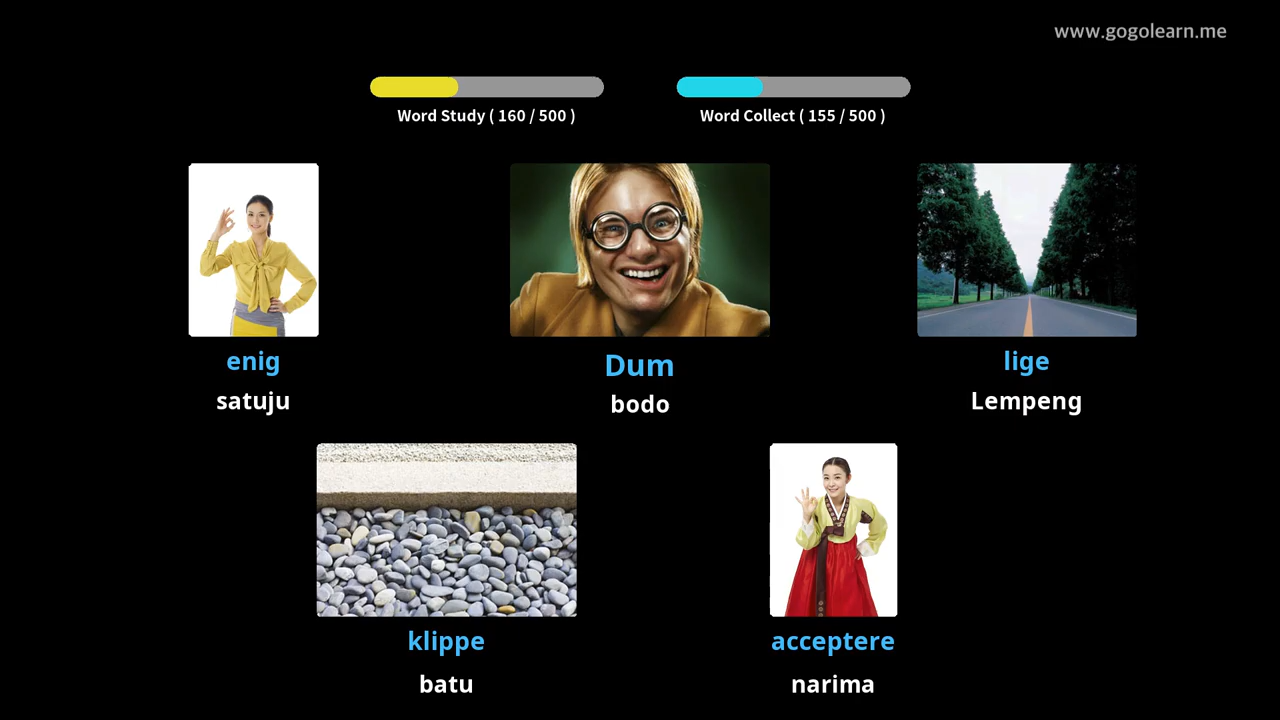 www.gogolearn.me
Word Study ( 160 / 500 )
Word Collect ( 155 / 500 )
enig
satuju
Dum
bodo
lige
Lempeng
klippe
batu
acceptere
narima